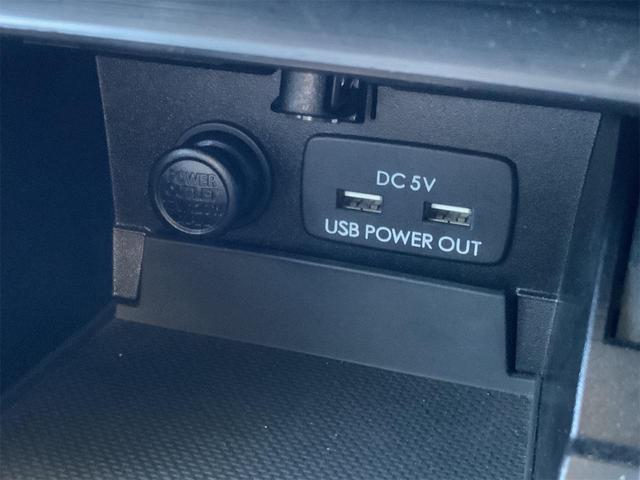 POWER
OUTLET
DC 5V
USB POWER OUT